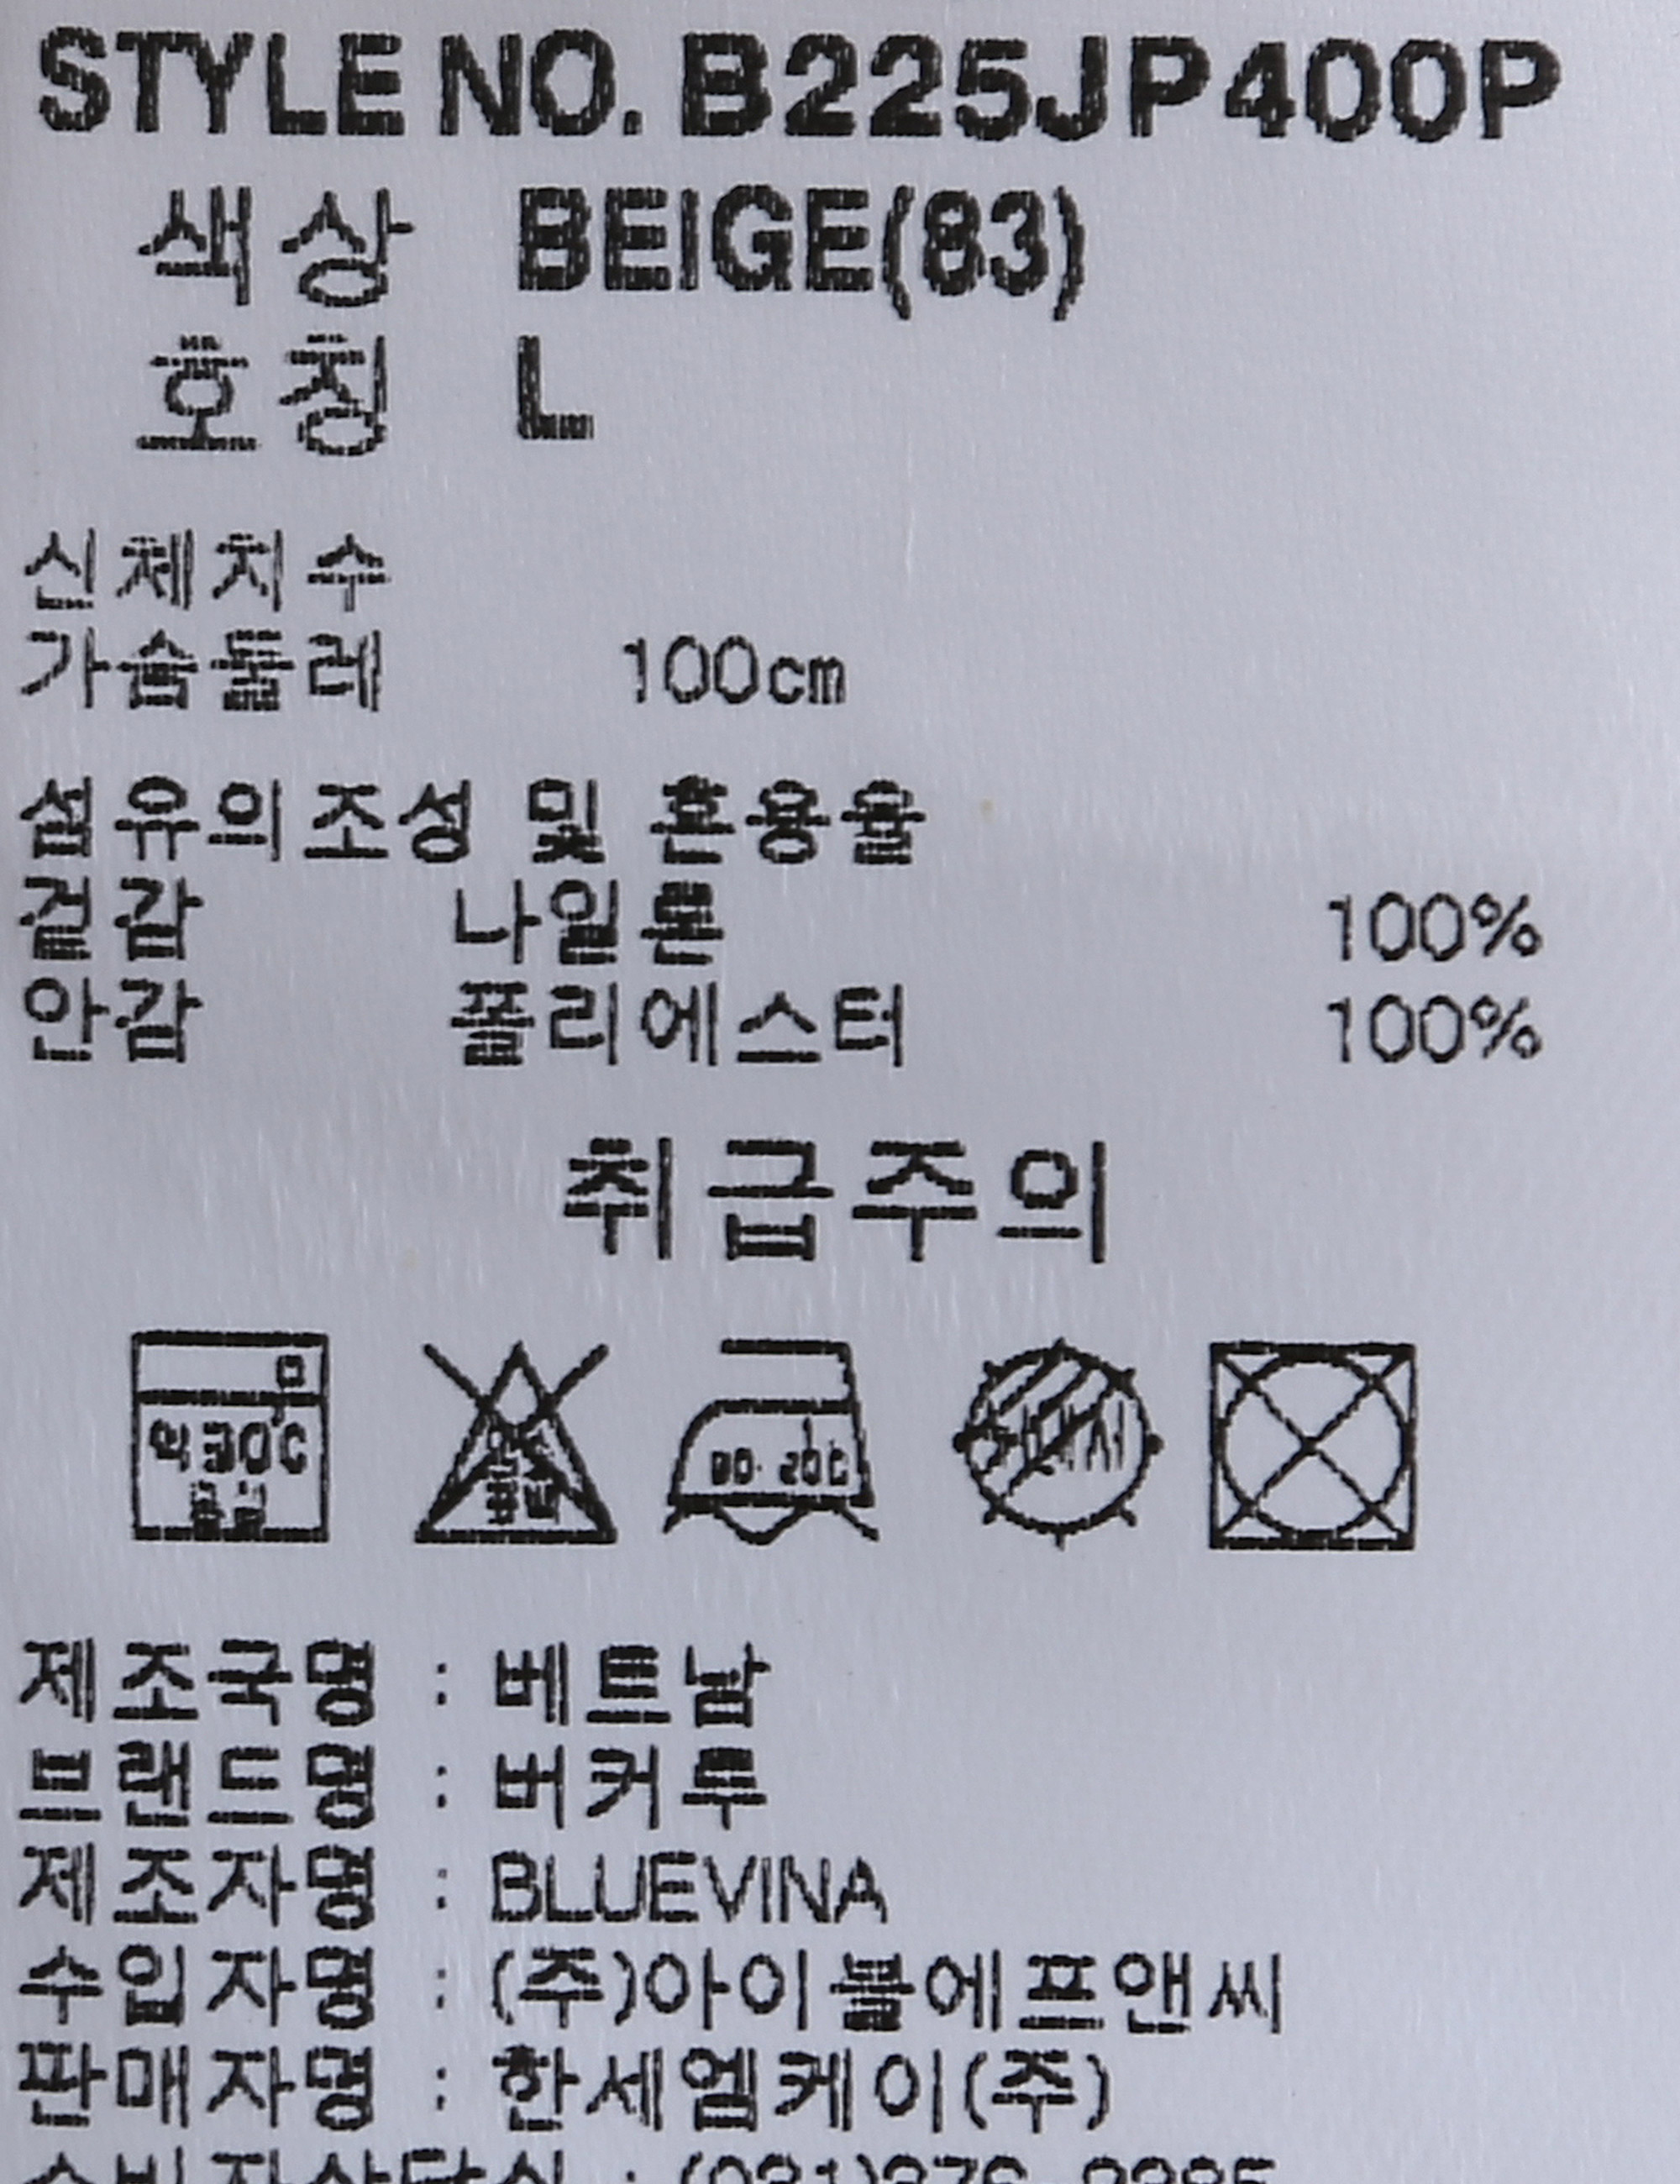 STYLE NO. B225JP400P
색상 BEIGE(83)
호칭 L
신체치수
가슴둘레 100cm
섬유의조성 및 혼용율
겉감 나일론 100%
안감 폴리에스터 100%
취급주의
약 30℃
중성
제조국명 : 베트남
브랜드명 : 버커루
제조자명 : BLUEVINA
수입자명 : (주)아이블에프앤씨
판매자명 : 한세엠케이(주)